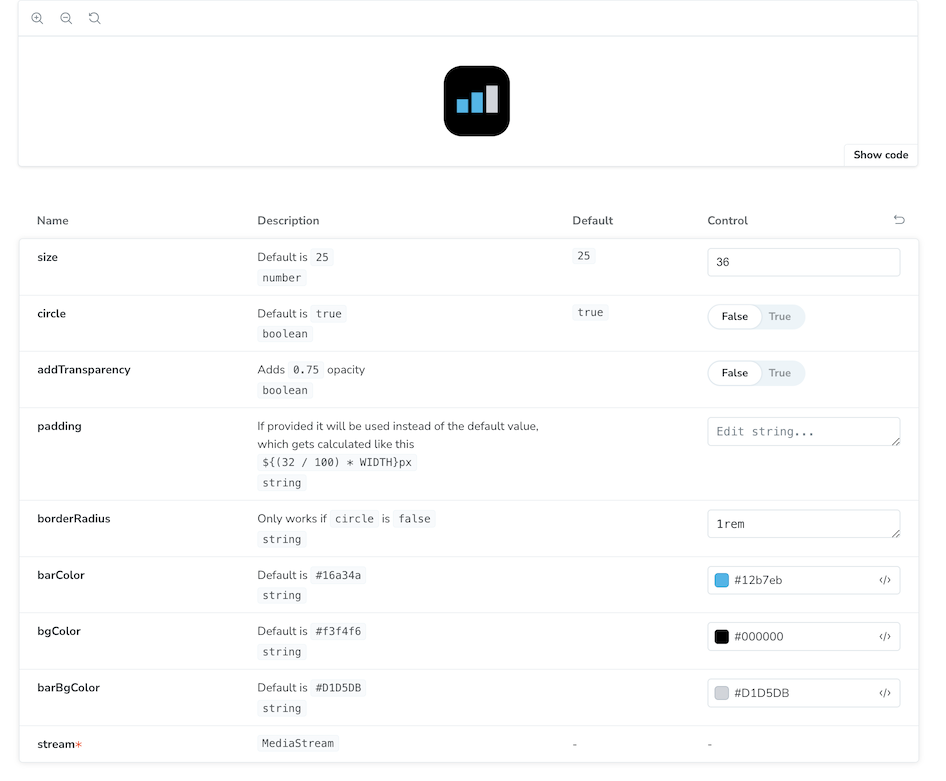 Show code
Name Description Default Control
size Default is 25 25 36
number
circle Default is true true False True
boolean
addTransparency Adds 0.75 opacity False True
boolean
padding If provided it will be used instead of the default value, Edit string...
which gets calculated like this
${(32 / 100) * WIDTH}px
string
borderRadius Only works if circle is false 1rem
string
barColor Default is #16a34a #12b7eb </>
string
bgColor Default is #f3f4f6 #000000 </>
string
barBgColor Default is #D1D5DB #D1D5DB </>
string
stream* MediaStream - -